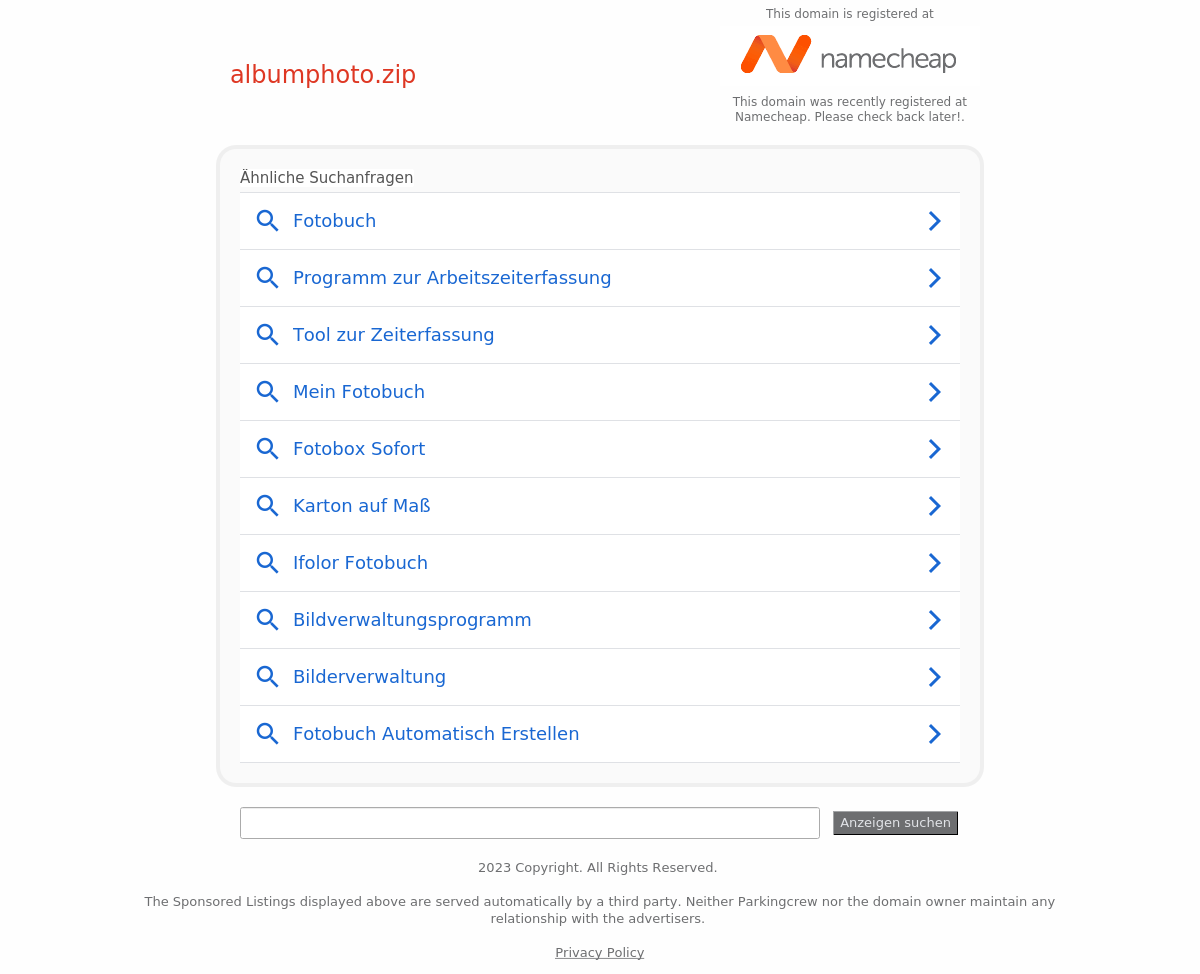 This domain is registered at
namecheap
albumphoto.zip
This domain was recently registered at
Namecheap. Please check back later!.
Ähnliche Suchanfragen
Fotobuch
Programm zur Arbeitszeiterfassung
Tool zur Zeiterfassung
Mein Fotobuch
Fotobox Sofort
Karton auf Maß
Ifolor Fotobuch
Bildverwaltungsprogramm
Bilderverwaltung
Fotobuch Automatisch Erstellen
Anzeigen suchen
2023 Copyright. All Rights Reserved.
The Sponsored Listings displayed above are served automatically by a third party. Neither Parkingcrew nor the domain owner maintain any
relationship with the advertisers.
Privacy Policy